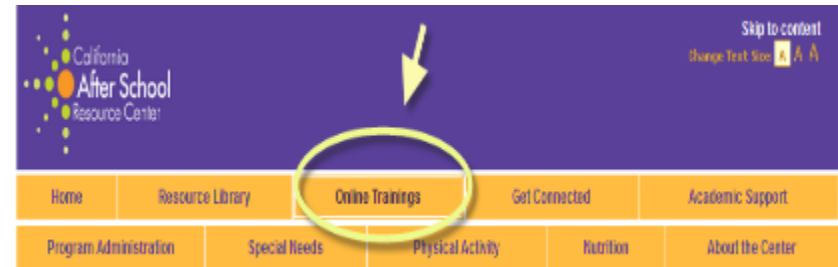 Skip to content
Change Text Size A A A
California
After School
Resource Center
Home Resource Library Online Trainings Get Connected Academic Support
Program Administration Special Needs Physical Activity Nutrition About the Center